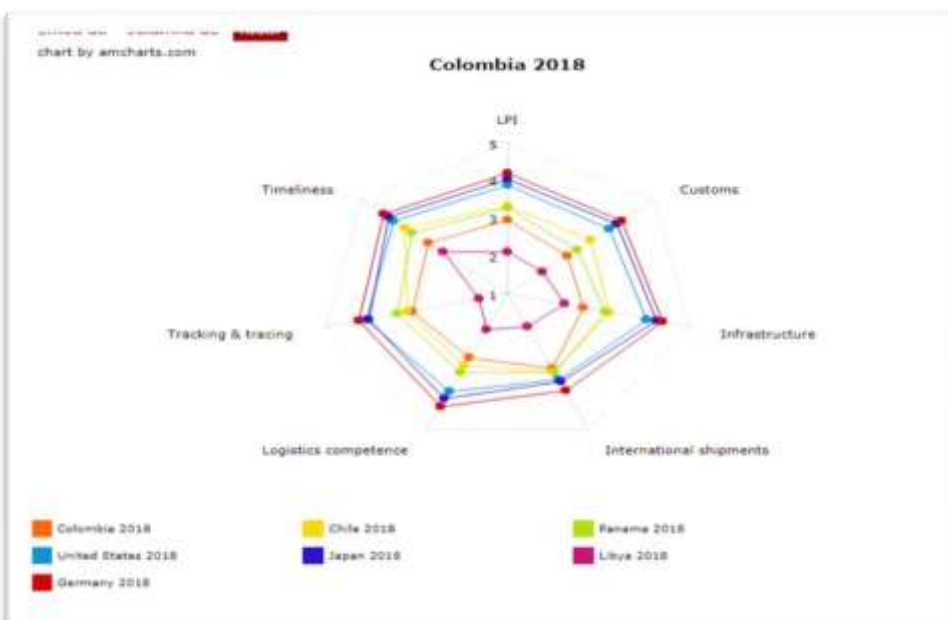 chart by amcharts.com
Colombia 2018
LPI
5
Timeliness
4
Customs
3
2
1
Tracking & tracing
Infrastructure
Logistics competence
International shipments
Colombia 2018
Chile 2018
Panama 2018
United States 2018
Japan 2018
Libya 2018
Germany 2018